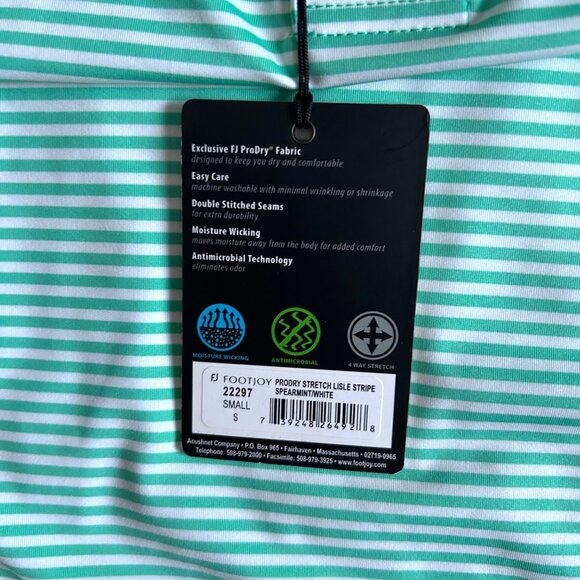 Exclusive FJ ProDry® Fabric
designed to keep you dry and comfortable
Easy Care
machine washable with minimal wrinkling or shrinkage
Double Stitched Seams
for extra durability
Moisture Wicking
moves moisture away from the body for added comfort
Antimicrobial Technology
eliminates odor
MOISTURE WICKING
ANTIMICROBIAL
4 WAY STRETCH
FJ FOOTJOY
22297
SMALL
S
PRODRY STRETCH LISLE STRIPE
SPEARMINT/WHITE
7 39248 26492 8
Acushnet Company • P.O. Box 965 • Fairhaven • Massachusetts • 02719-0965
Telephone: 508-979-2000 • Facsimile: 508-979-3925 • www.footjoy.com